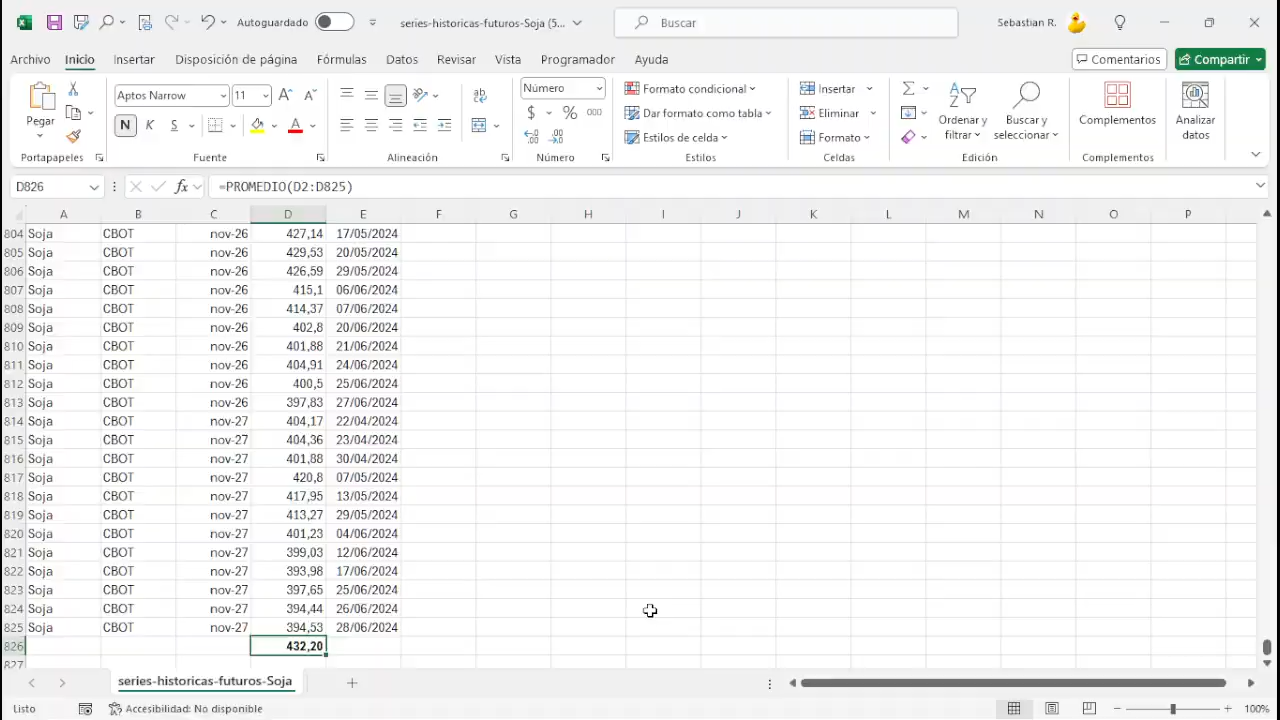 Autoguardado
series-historicas-futuros-Soja (5...
Buscar
Sebastian R.
Archivo Inicio Insertar Disposición de página Fórmulas Datos Revisar Vista Programador Ayuda
Comentarios
Compartir
Pegar
Portapapeles
Aptos Narrow 11
N K S
Fuente
Alineación
Número
$ % 000
Número
Formato condicional
Dar formato como tabla
Estilos de celda
Estilos
Insertar
Eliminar
Formato
Celdas
Ordenar y filtrar
Buscar y seleccionar
Edición
Complementos
Complementos
Analizar datos
D826
fx
=PROMEDIO(D2:D825)
A B C D E F G H I J K L M N O P
804 Soja CBOT nov-26 427,14 17/05/2024
805 Soja CBOT nov-26 429,53 20/05/2024
806 Soja CBOT nov-26 426,59 29/05/2024
807 Soja CBOT nov-26 415,1 06/06/2024
808 Soja CBOT nov-26 414,37 07/06/2024
809 Soja CBOT nov-26 402,8 20/06/2024
810 Soja CBOT nov-26 401,88 21/06/2024
811 Soja CBOT nov-26 404,91 24/06/2024
812 Soja CBOT nov-26 400,5 25/06/2024
813 Soja CBOT nov-26 397,83 27/06/2024
814 Soja CBOT nov-27 404,17 22/04/2024
815 Soja CBOT nov-27 404,36 23/04/2024
816 Soja CBOT nov-27 401,88 30/04/2024
817 Soja CBOT nov-27 420,8 07/05/2024
818 Soja CBOT nov-27 417,95 13/05/2024
819 Soja CBOT nov-27 413,27 29/05/2024
820 Soja CBOT nov-27 401,23 04/06/2024
821 Soja CBOT nov-27 399,03 12/06/2024
822 Soja CBOT nov-27 393,98 17/06/2024
823 Soja CBOT nov-27 397,65 25/06/2024
824 Soja CBOT nov-27 394,44 26/06/2024
825 Soja CBOT nov-27 394,53 28/06/2024
826 432,20
827
series-historicas-futuros-Soja
Listo
Accesibilidad: No disponible
100%